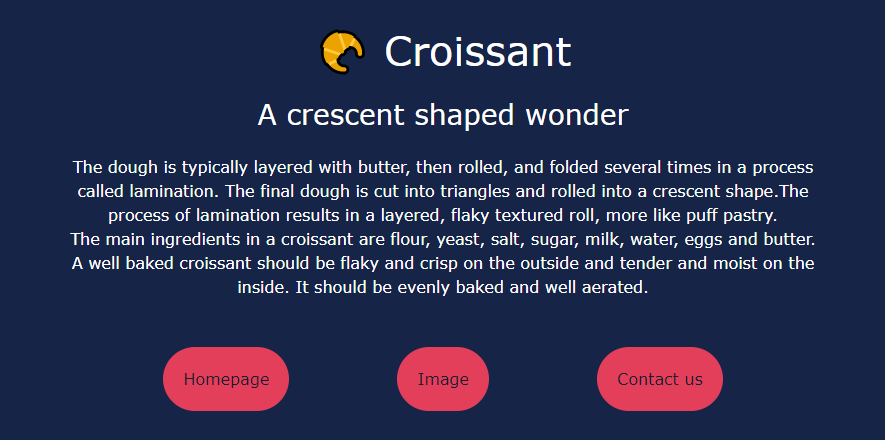 Croissant
A crescent shaped wonder
The dough is typically layered with butter, then rolled, and folded several times in a process
called lamination. The final dough is cut into triangles and rolled into a crescent shape.The
process of lamination results in a layered, flaky textured roll, more like puff pastry.
The main ingredients in a croissant are flour, yeast, salt, sugar, milk, water, eggs and butter.
A well baked croissant should be flaky and crisp on the outside and tender and moist on the
inside. It should be evenly baked and well aerated.
Homepage
Image
Contact us